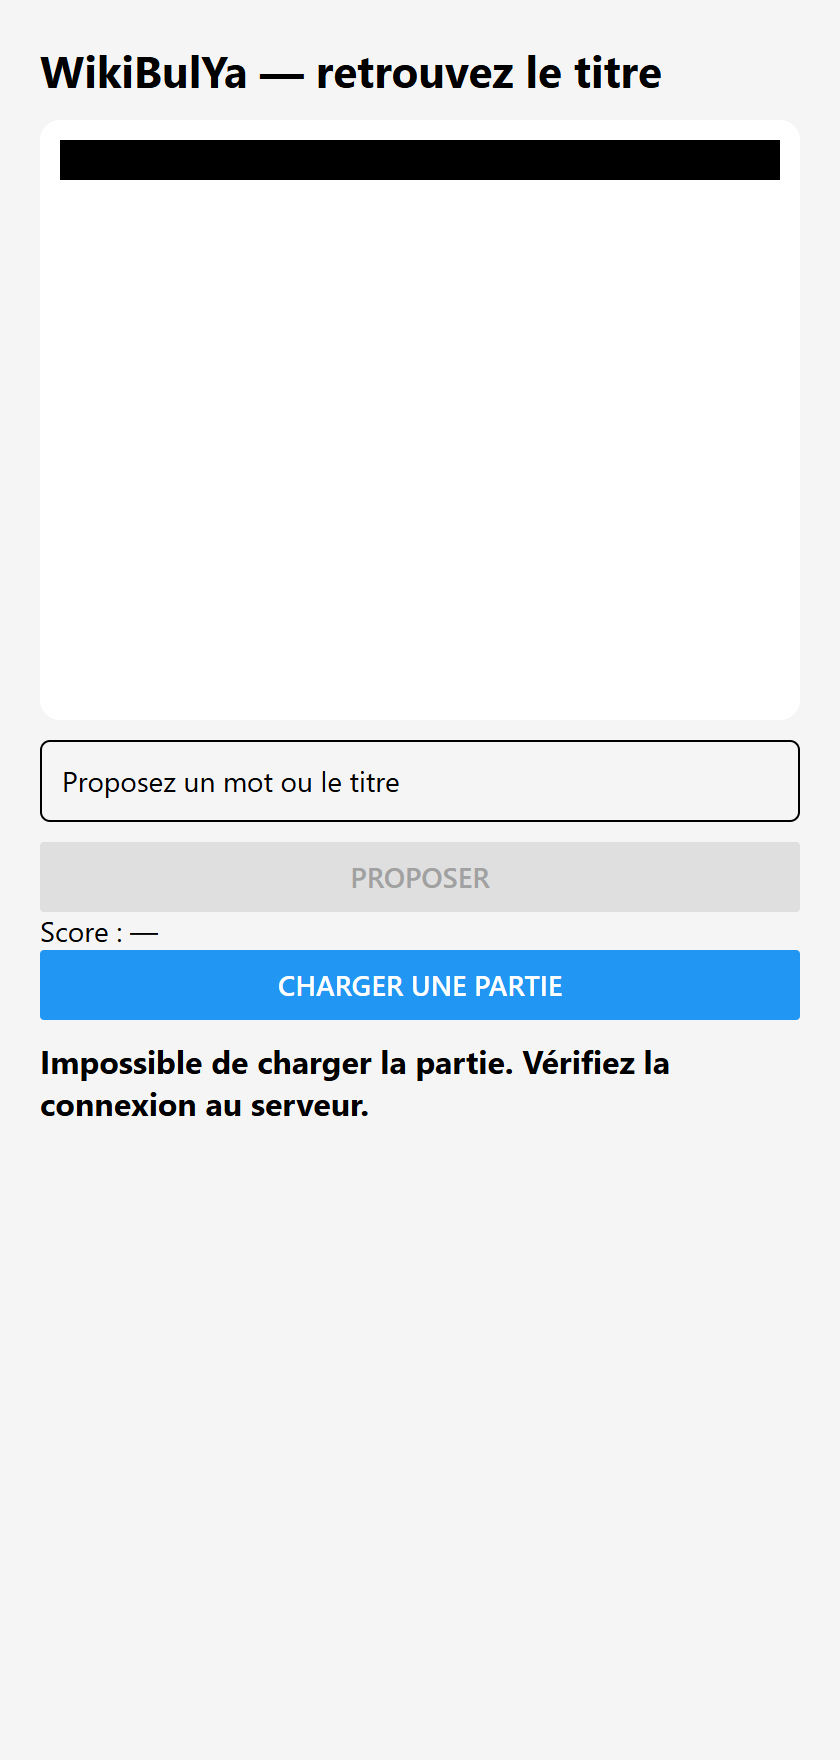 WikiBulYa — retrouvez le titre
Proposez un mot ou le titre
PROPOSER
Score : —
CHARGER UNE PARTIE
Impossible de charger la partie. Vérifiez la
connexion au serveur.